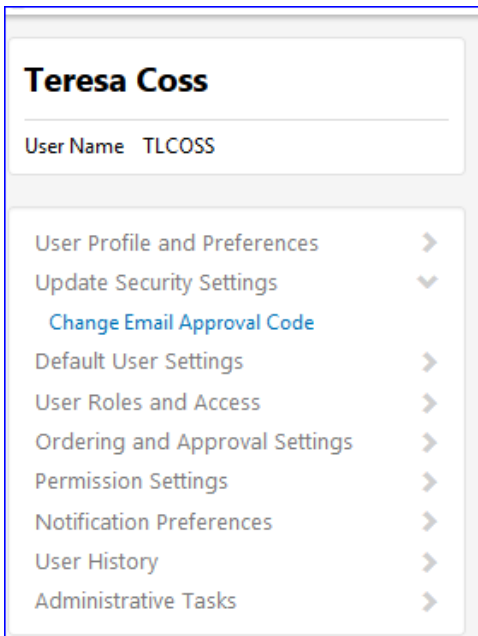 Teresa Coss
User Name TLCOSS
User Profile and Preferences
Update Security Settings
Change Email Approval Code
Default User Settings
User Roles and Access
Ordering and Approval Settings
Permission Settings
Notification Preferences
User History
Administrative Tasks